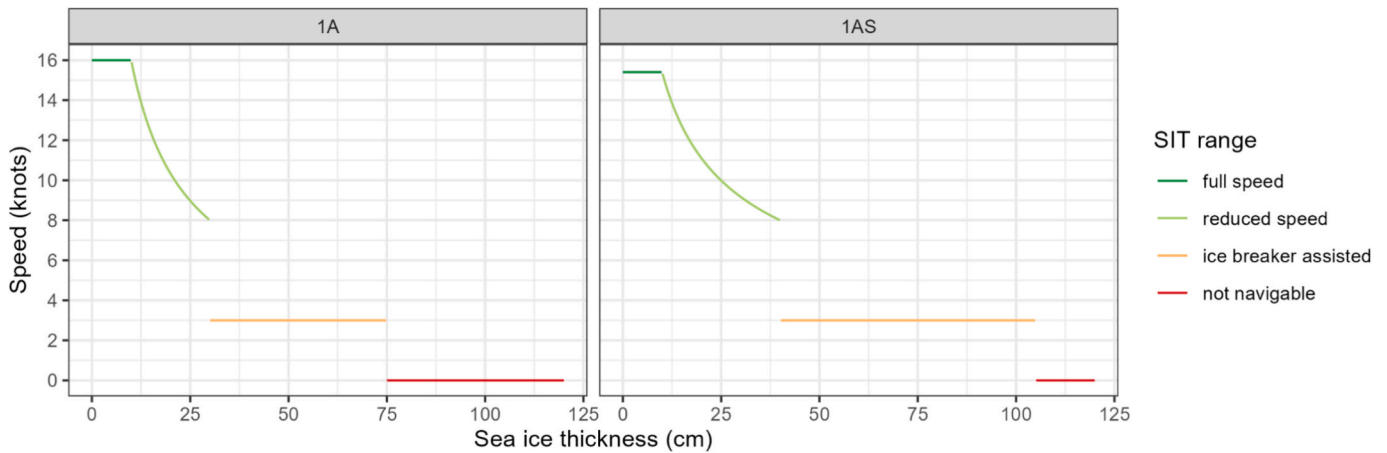 1A
1AS
Speed (knots)
16
14
12
10
8
6
4
2
0
0 25 50 75 100 125
0 25 50 75 100 125
Sea ice thickness (cm)
SIT range
full speed
reduced speed
ice breaker assisted
not navigable